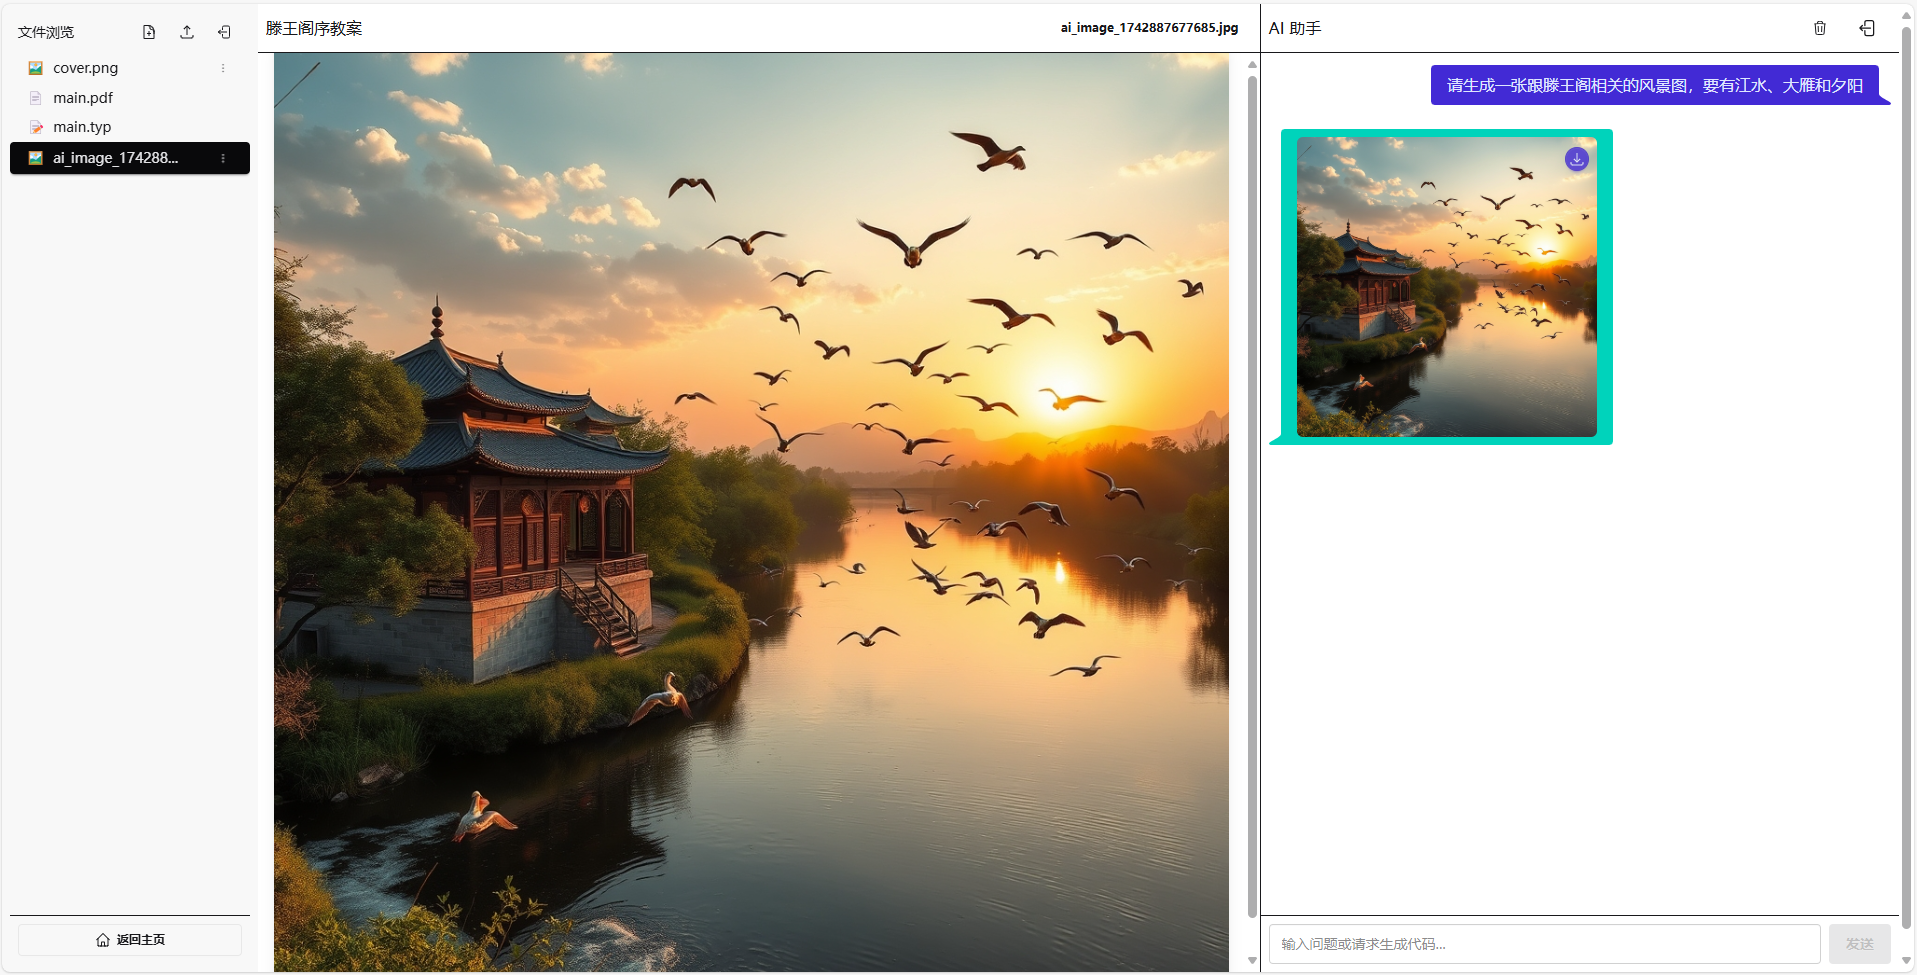 文件浏览
cover.png
main.pdf
main.typ
ai_image_174288...
返回主页
滕王阁序教案
ai_image_1742887677685.jpg
AI 助手
请生成一张跟滕王阁相关的风景图，要有江水、大雁和夕阳
输入问题或请求生成代码...
发送